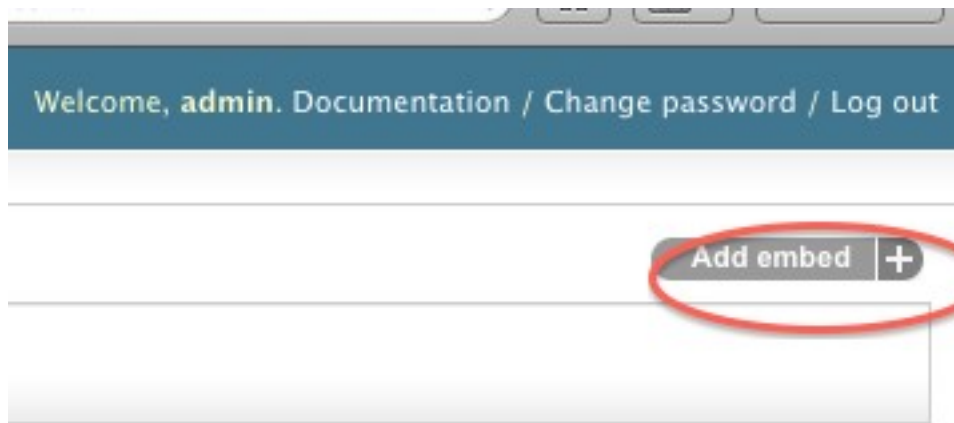 Welcome, admin. Documentation / Change password / Log out
Add embed +